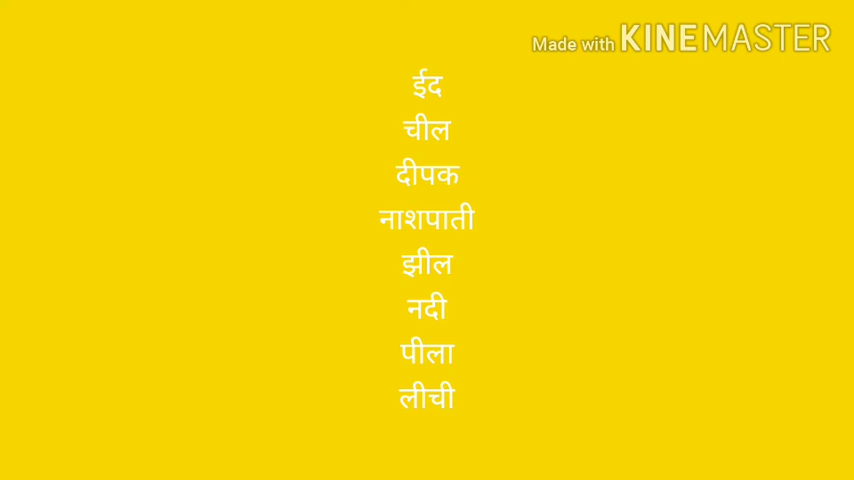 Made with KINEMASTER
ईद
चील
दीपक
नाशपाती
झील
नदी
पीला
लीची